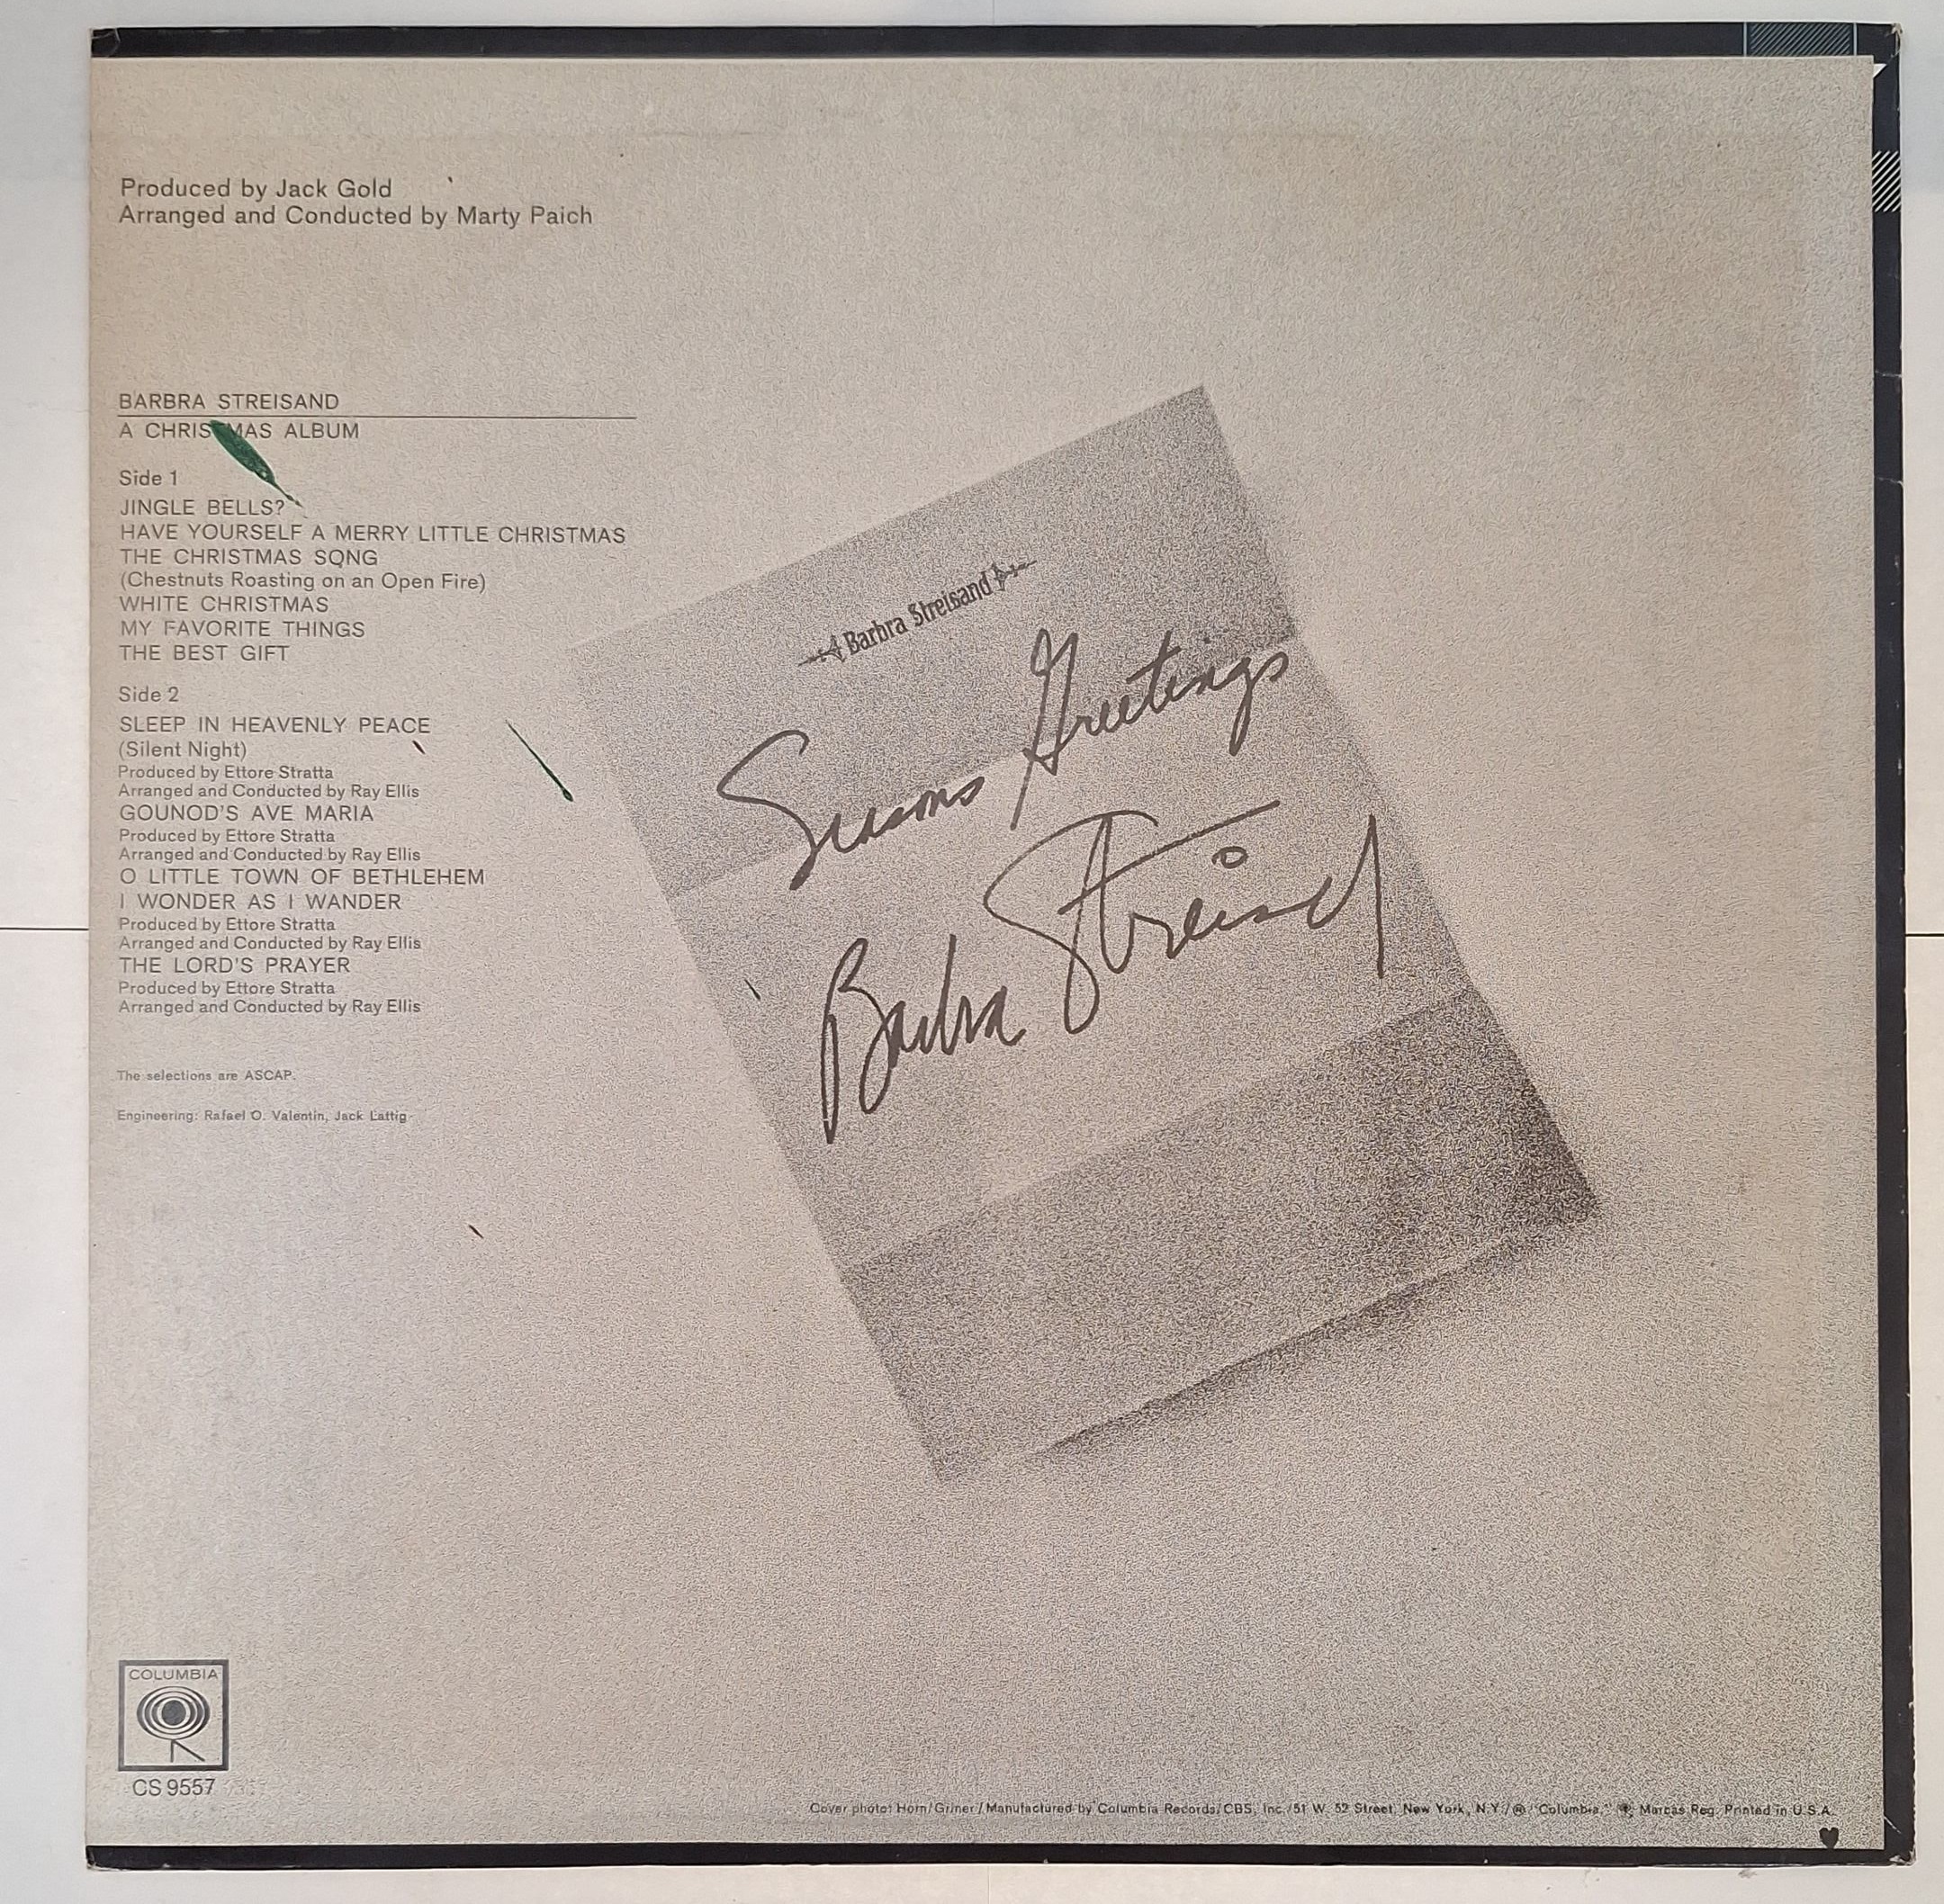 Produced by Jack Gold
Arranged and Conducted by Marty Paich
BARBRA STREISAND
A CHRISTMAS ALBUM
Side 1
JINGLE BELLS?
HAVE YOURSELF A MERRY LITTLE CHRISTMAS
THE CHRISTMAS SONG
(Chestnuts Roasting on an Open Fire)
WHITE CHRISTMAS
MY FAVORITE THINGS
THE BEST GIFT
Side 2
SLEEP IN HEAVENLY PEACE
(Silent Night)
Produced by Ettore Stratta
Arranged and Conducted by Ray Ellis
GOUNOD'S AVE MARIA
Produced by Ettore Stratta
Arranged and Conducted by Ray Ellis
O LITTLE TOWN OF BETHLEHEM
I WONDER AS I WANDER
Produced by Ettore Stratta
Arranged and Conducted by Ray Ellis
THE LORD'S PRAYER
Produced by Ettore Stratta
Arranged and Conducted by Ray Ellis
The selections are ASCAP.
Engineering: Rafael O. Valentin, Jack Lattig
Barbra Streisand
Seasons Greetings
Barbra Streisand
COLUMBIA
CS 9557
Cover photo: Horn/Griner/Manufactured by Columbia Records/CBS, Inc./51 W. 52 Street, New York, N.Y./® "Columbia," Marcas Reg. Printed in U.S.A.